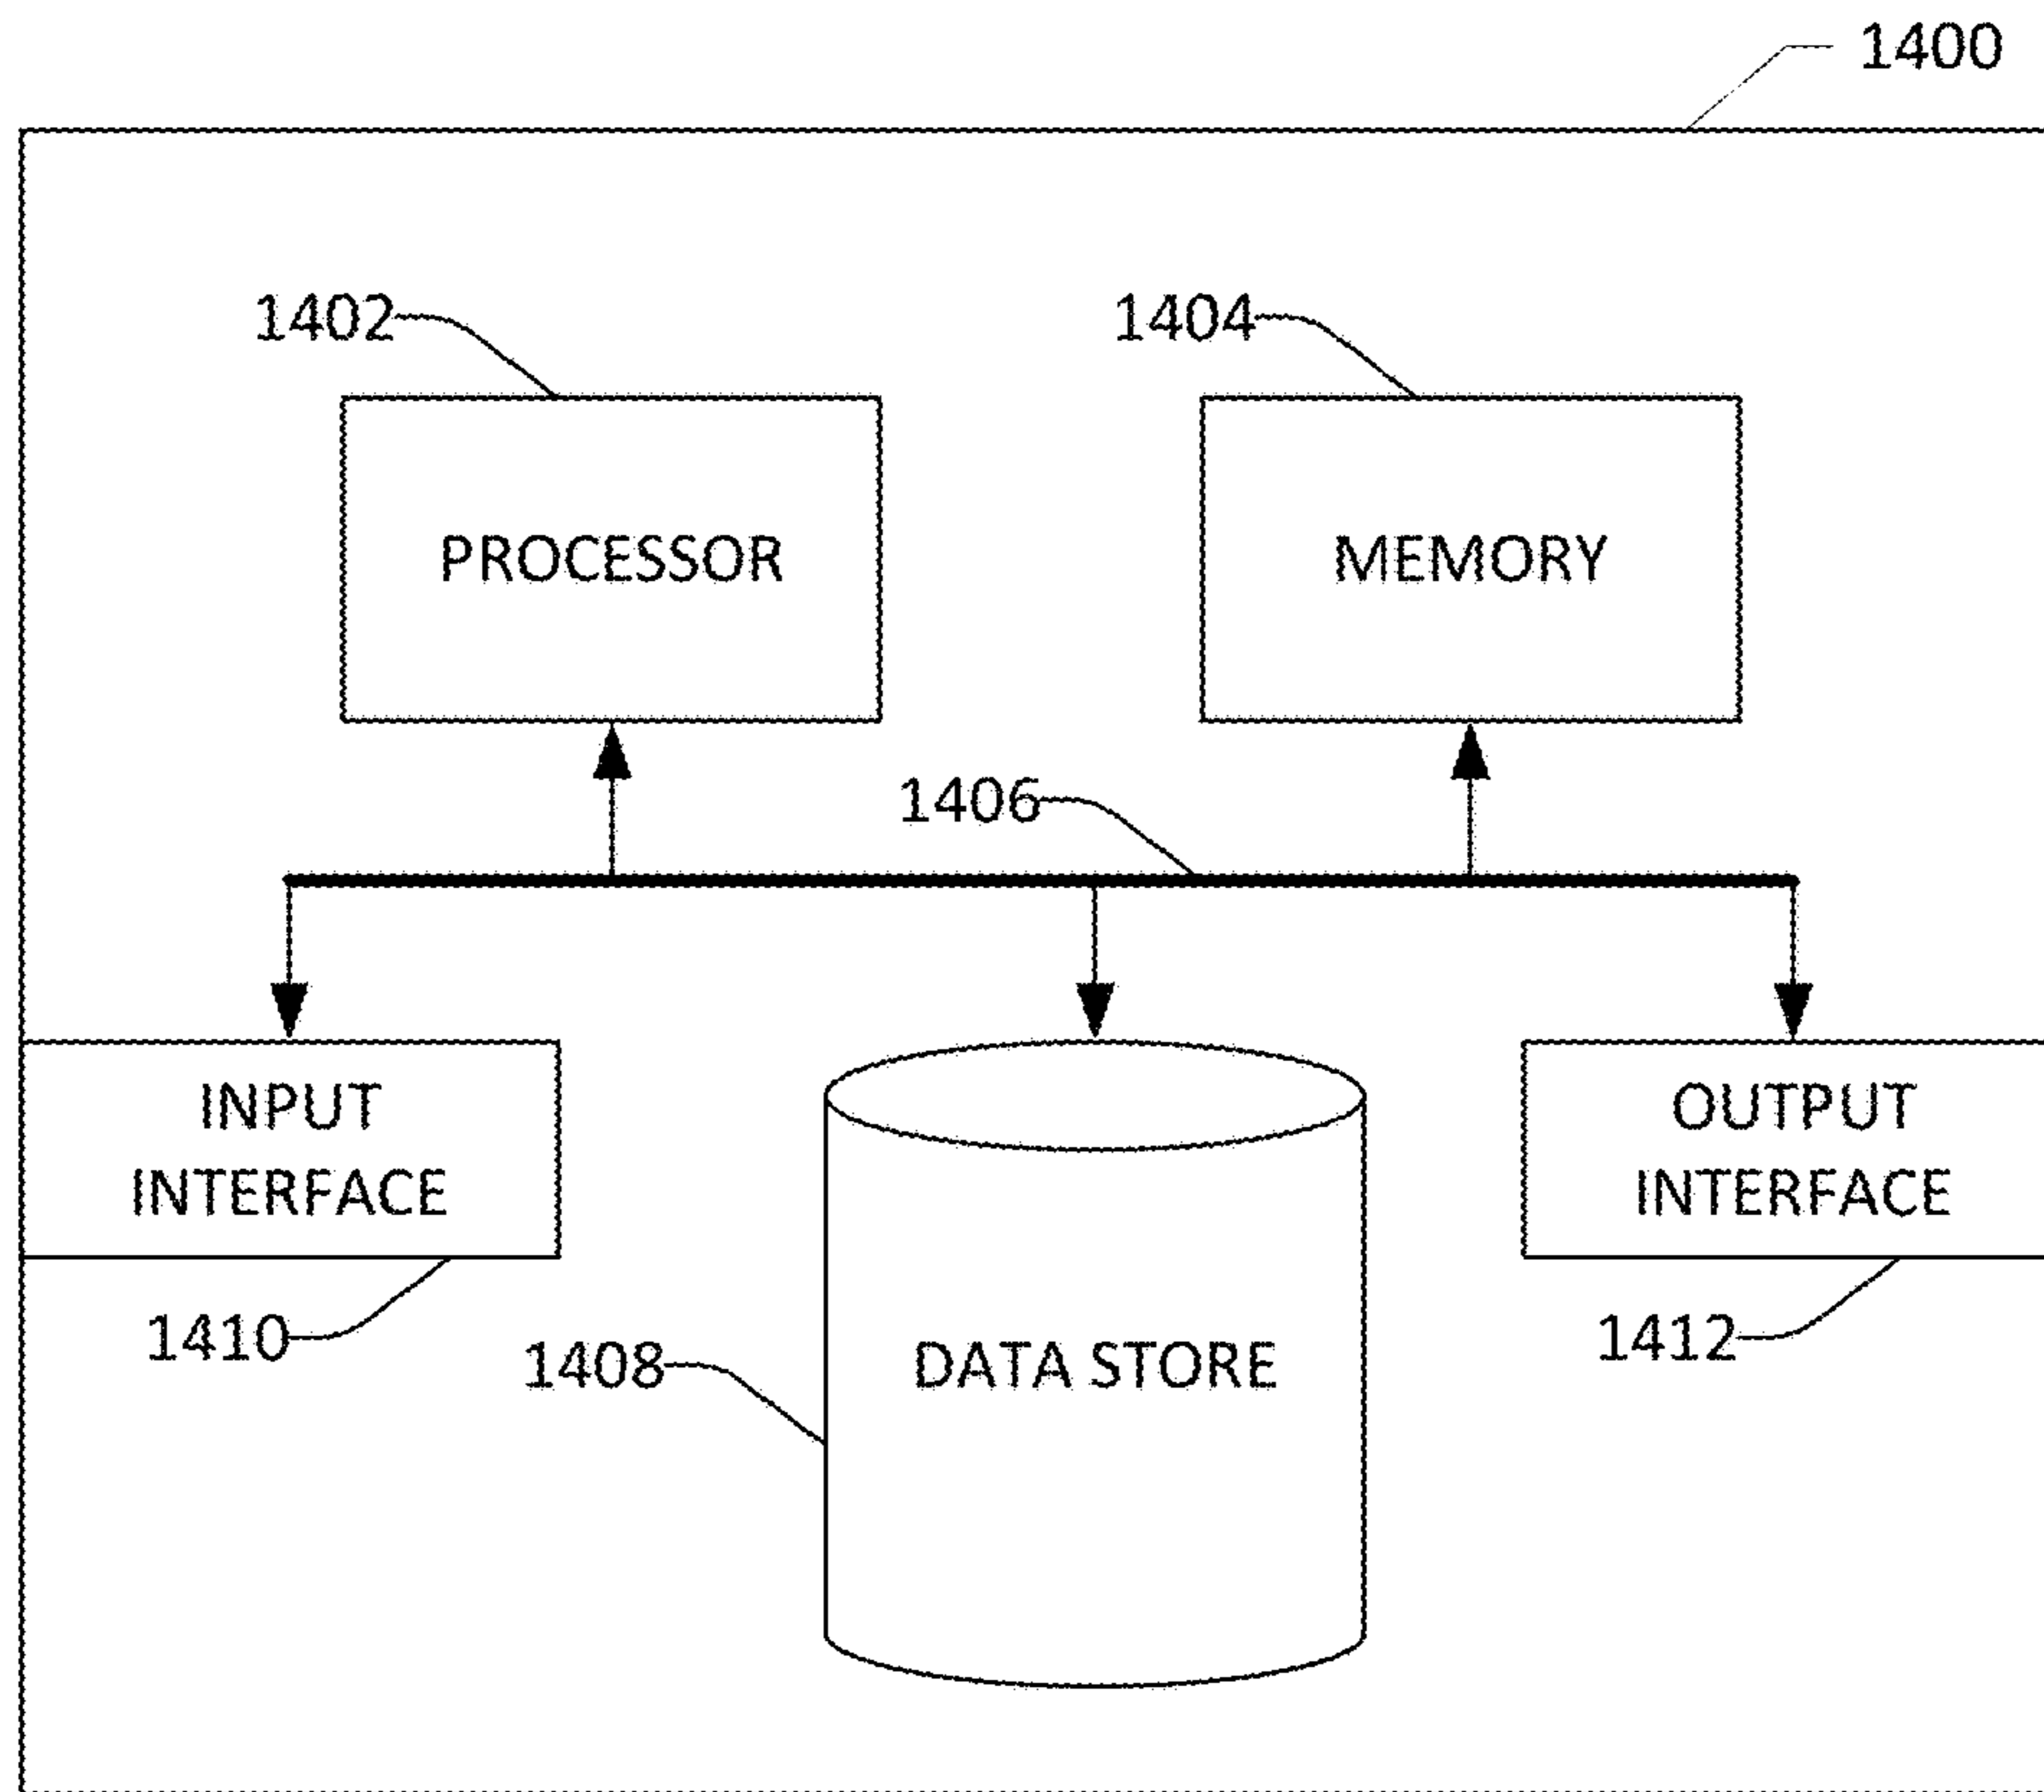 1400
1402
1404
PROCESSOR
MEMORY
1406
INPUT
INTERFACE
OUTPUT
INTERFACE
1410
1408
DATA STORE
1412